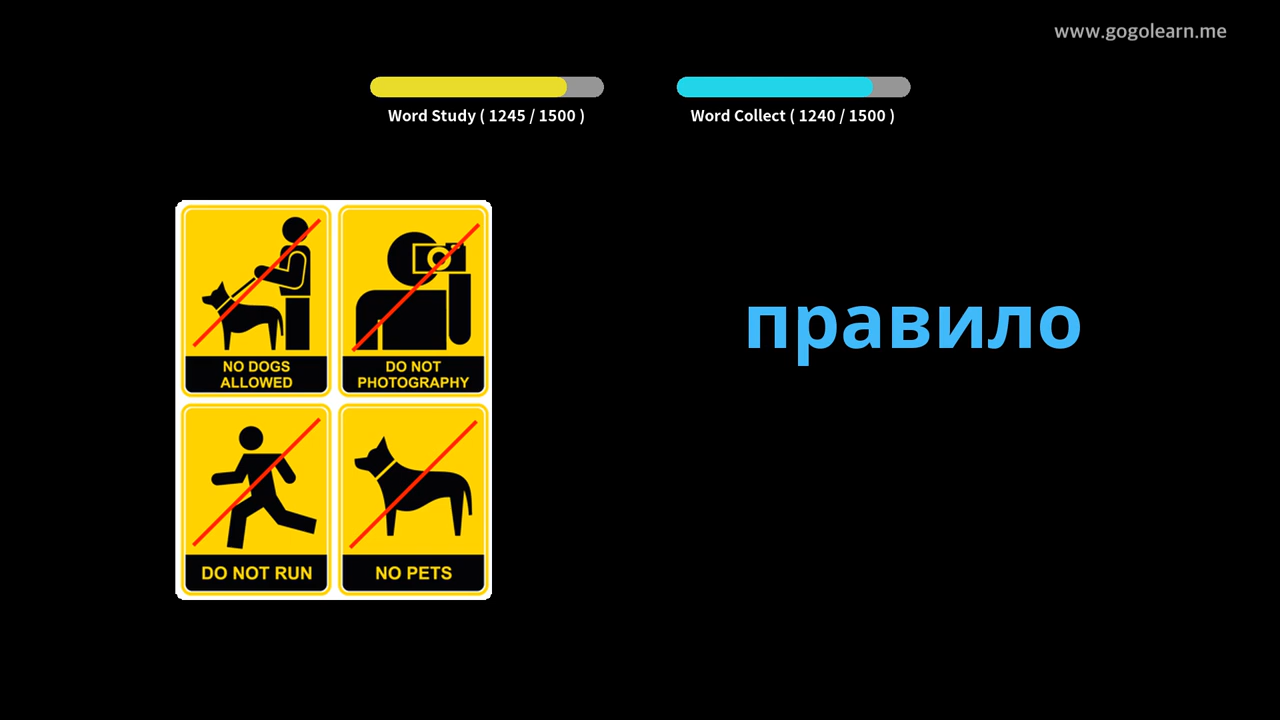 www.gogolearn.me
Word Study ( 1245 / 1500 )
Word Collect ( 1240 / 1500 )
NO DOGS
ALLOWED
DO NOT
PHOTOGRAPHY
правило
DO NOT RUN
NO PETS